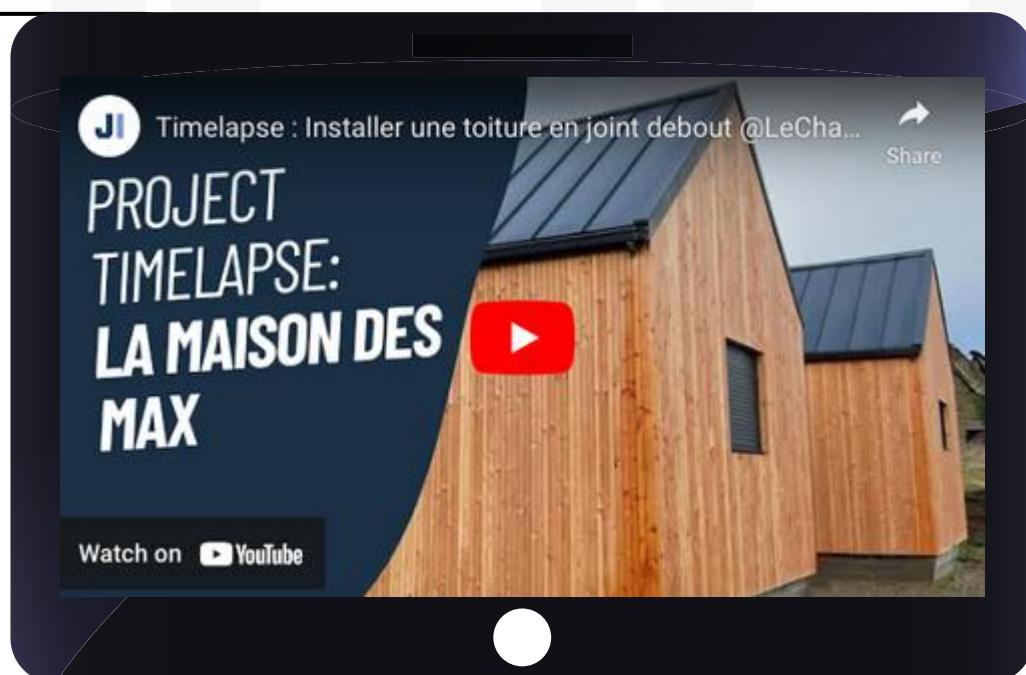 JI
Timelapse : Installer une toiture en joint debout @LeCha...
Share
PROJECT
TIMELAPSE:
LA MAISON DES
MAX
Watch on YouTube